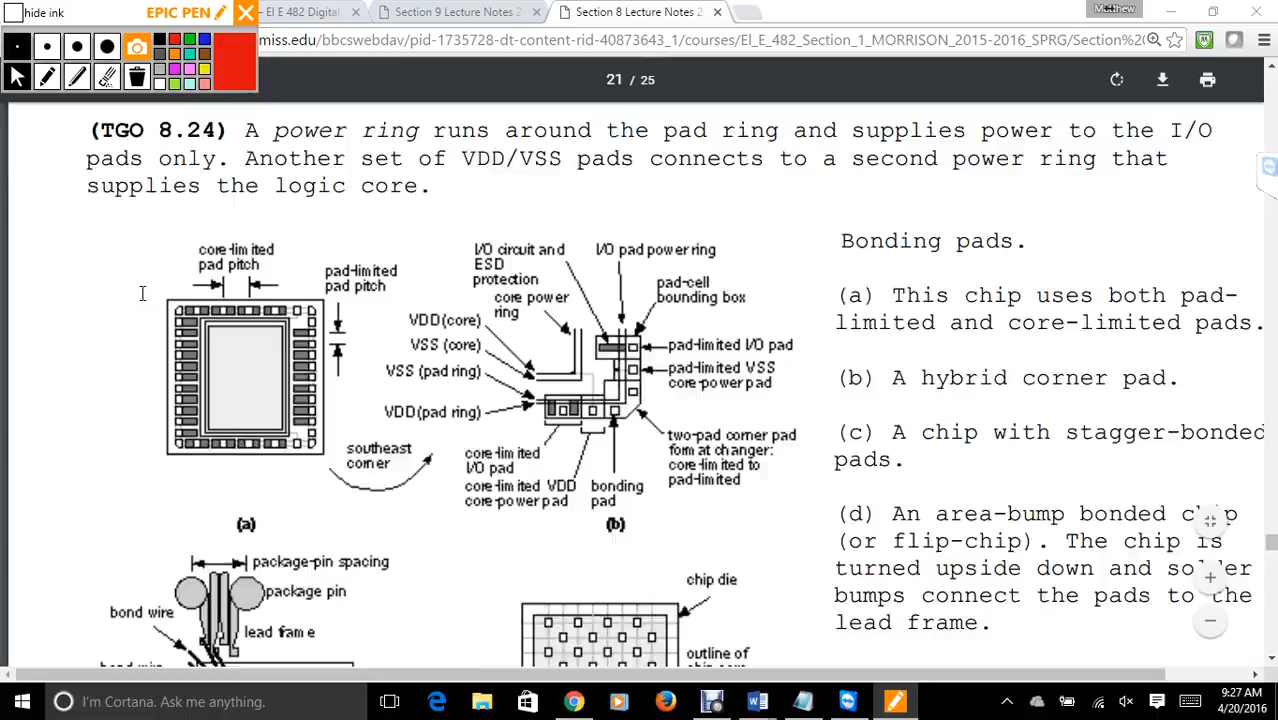 hide ink
EPIC PEN
- El E 482 Digital
Section 9 Lecture Notes 2
Section 8 Lecture Notes 2
Matthew
miss.edu/bbcswebdav/pid-1735728-dt-content-rid-40873643_1/courses/El_E_482_Section_1_MORRISON_2015-2016_SPRG/Section%20
21 / 25
(TGO 8.24) A power ring runs around the pad ring and supplies power to the I/O
pads only. Another set of VDD/VSS pads connects to a second power ring that
supplies the logic core.
core-limited
pad pitch
pad-limited
pad pitch
southeast
corner
(a)
I/O circuit and
ESD
protection
I/O pad power ring
core power
ring
pad-cell
bounding box
VDD (core)
VSS (core)
VSS (pad ring)
VDD (pad ring)
pad-limited I/O pad
pad-limited VSS
core-power pad
two-pad corner pad
format changer:
core-limited to
pad-limited
core-limited
I/O pad
core-limited VDD
core-power pad
bonding
pad
(b)
Bonding pads.
(a) This chip uses both pad-
limited and core-limited pads.
(b) A hybrid corner pad.
(c) A chip with stagger-bonded
pads.
(d) An area-bump bonded chip
(or flip-chip). The chip is
turned upside down and solder
bumps connect the pads to the
lead frame.
package-pin spacing
package pin
bond wire
lead frame
chip die
outline of
I'm Cortana. Ask me anything.
9:27 AM
4/20/2016